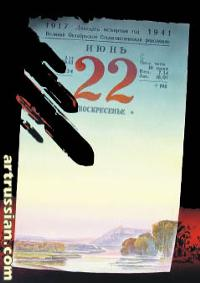 1917 Двадцать четвертый год 1941
Великой Октябрьской Социалистической революции
ИЮНЬ
22
ВОСКРЕСЕНЬЕ
artrussian.com